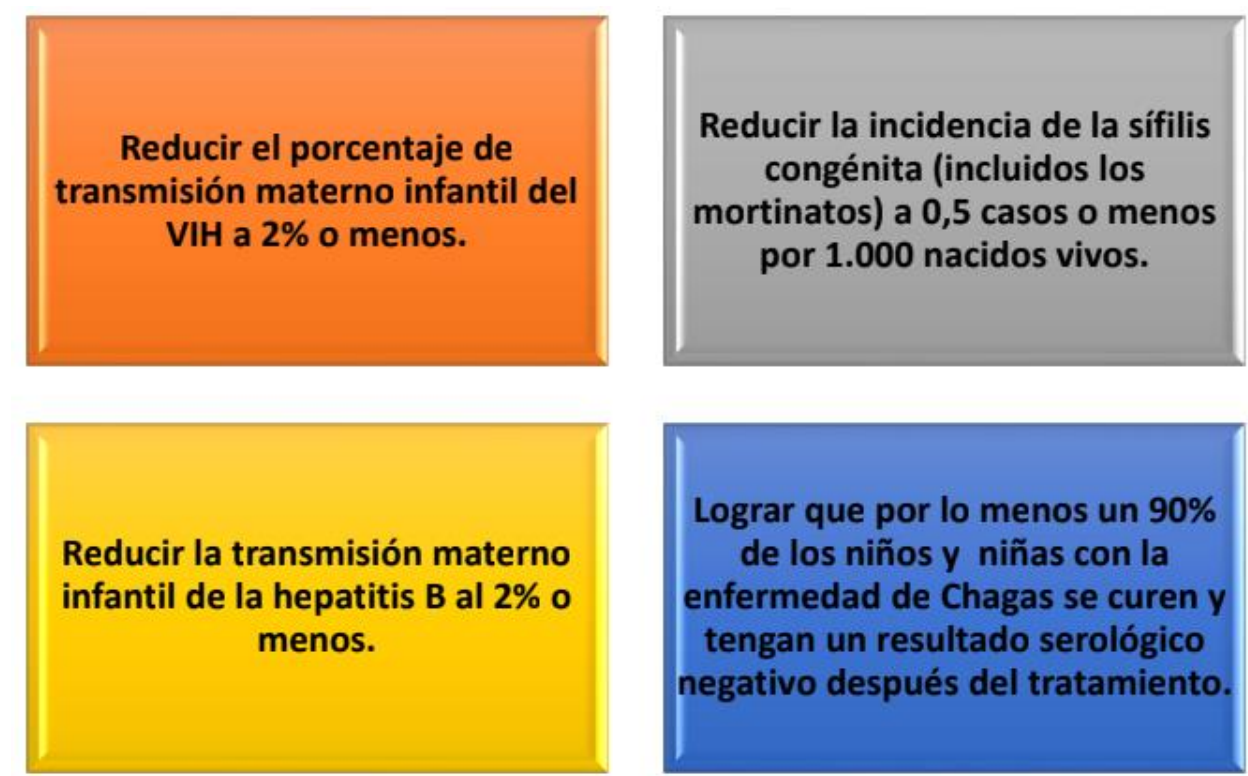 Reducir el porcentaje de
transmisión materno infantil del
VIH a 2% o menos.
Reducir la incidencia de la sífilis
congénita (incluidos los
mortinatos) a 0,5 casos o menos
por 1.000 nacidos vivos.
Reducir la transmisión materno
infantil de la hepatitis B al 2% o
menos.
Lograr que por lo menos un 90%
de los niños y niñas con la
enfermedad de Chagas se curen y
tengan un resultado serológico
negativo después del tratamiento.